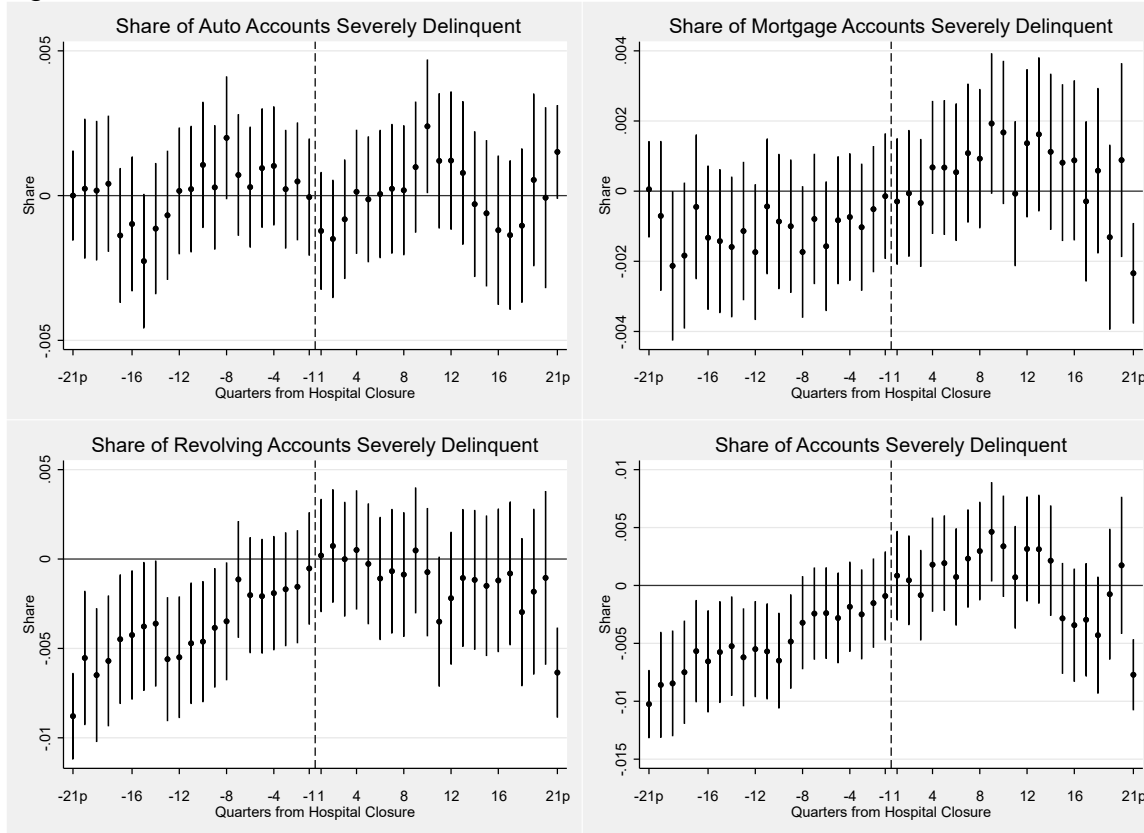 Share of Auto Accounts Severely Delinquent
.005
0
-.005
Share
-21p -16 -12 -8 -4 -11 4 8 12 16 21p
Quarters from Hospital Closure
Share of Mortgage Accounts Severely Delinquent
.004
.002
0
-.002
-.004
Share
-21p -16 -12 -8 -4 -11 4 8 12 16 21p
Quarters from Hospital Closure
Share of Revolving Accounts Severely Delinquent
.005
0
-.005
-.01
Share
-21p -16 -12 -8 -4 -11 4 8 12 16 21p
Quarters from Hospital Closure
Share of Accounts Severely Delinquent
.01
.005
0
-.005
-.01
-.015
Share
-21p -16 -12 -8 -4 -11 4 8 12 16 21p
Quarters from Hospital Closure